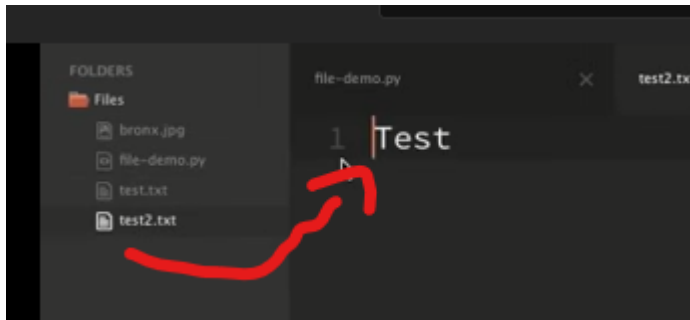 FOLDERS
Files
bronx.jpg
file-demo.py
test.txt
test2.txt
file-demo.py
test2.tx
1 Test